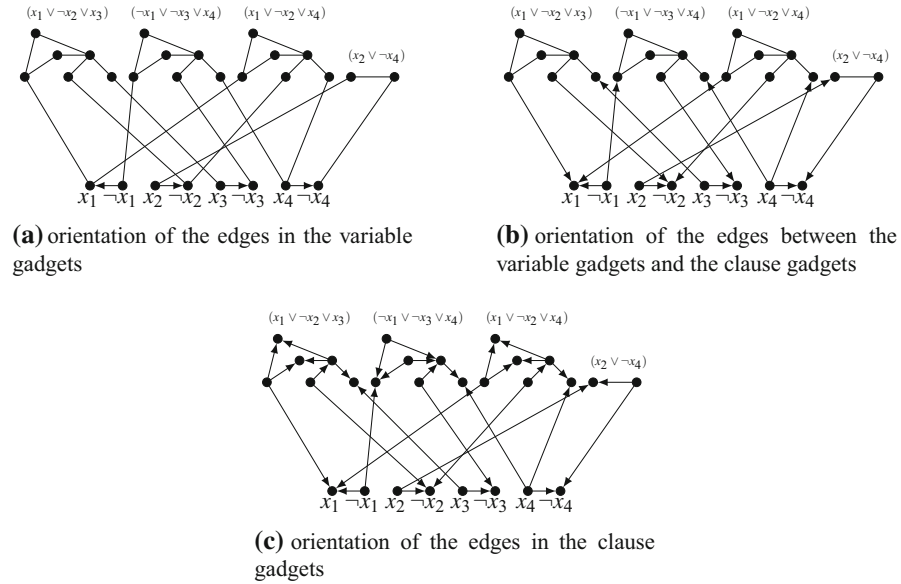 (x₁ ∨ ¬x₂ ∨ x₃) (¬x₁ ∨ ¬x₃ ∨ x₄) (x₁ ∨ ¬x₂ ∨ x₄)
(x₂ ∨ ¬x₄)
x₁ ¬x₁ x₂ ¬x₂ x₃ ¬x₃ x₄ ¬x₄
(a) orientation of the edges in the variable
gadgets
(x₁ ∨ ¬x₂ ∨ x₃) (¬x₁ ∨ ¬x₃ ∨ x₄) (x₁ ∨ ¬x₂ ∨ x₄)
(x₂ ∨ ¬x₄)
x₁ ¬x₁ x₂ ¬x₂ x₃ ¬x₃ x₄ ¬x₄
(b) orientation of the edges between the
variable gadgets and the clause gadgets
(x₁ ∨ ¬x₂ ∨ x₃) (¬x₁ ∨ ¬x₃ ∨ x₄) (x₁ ∨ ¬x₂ ∨ x₄)
(x₂ ∨ ¬x₄)
x₁ ¬x₁ x₂ ¬x₂ x₃ ¬x₃ x₄ ¬x₄
(c) orientation of the edges in the clause
gadgets